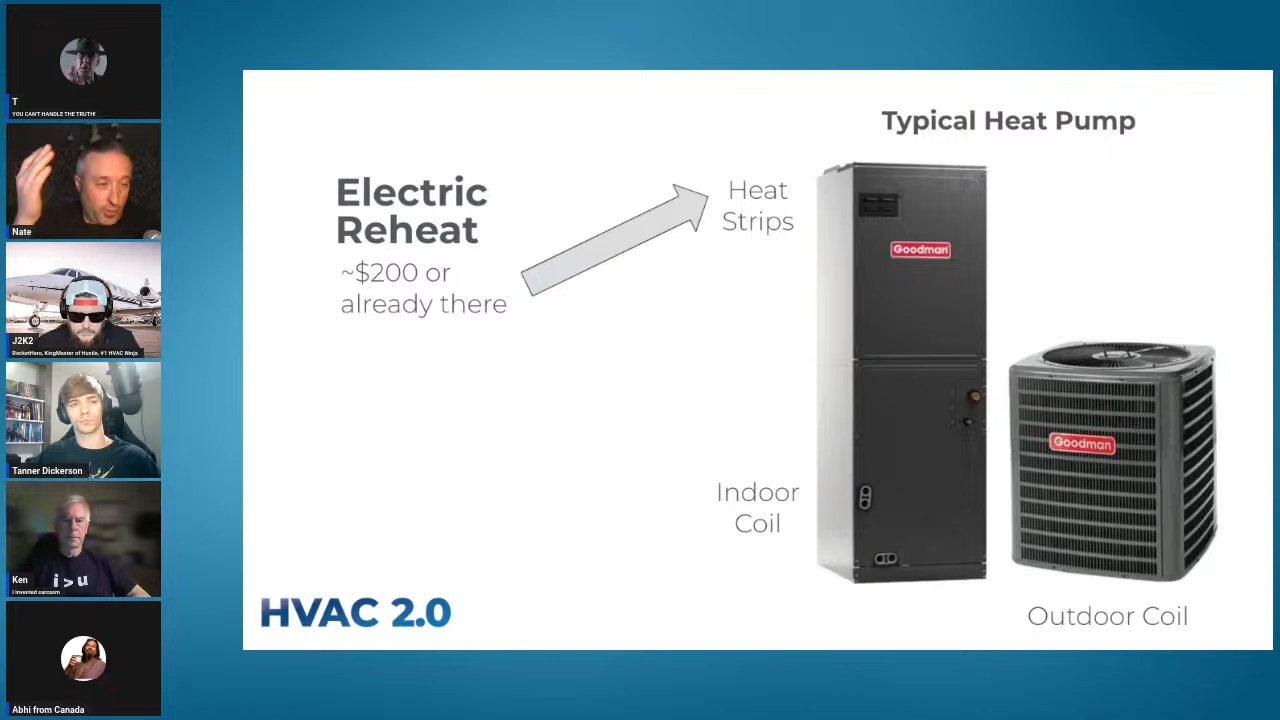 T
YOU CAN'T HANDLE THE TRUTH!
Nate
J2K2
RocketHero, KingMaster of Hustle, #1 HVAC Ninja
Tanner Dickerson
i > u
Ken
I invented sarcasm
Abhi from Canada
Typical Heat Pump
Electric
Reheat
~$200 or
already there
Heat
Strips
Goodman
Goodman
Indoor
Coil
Outdoor Coil
HVAC 2.0